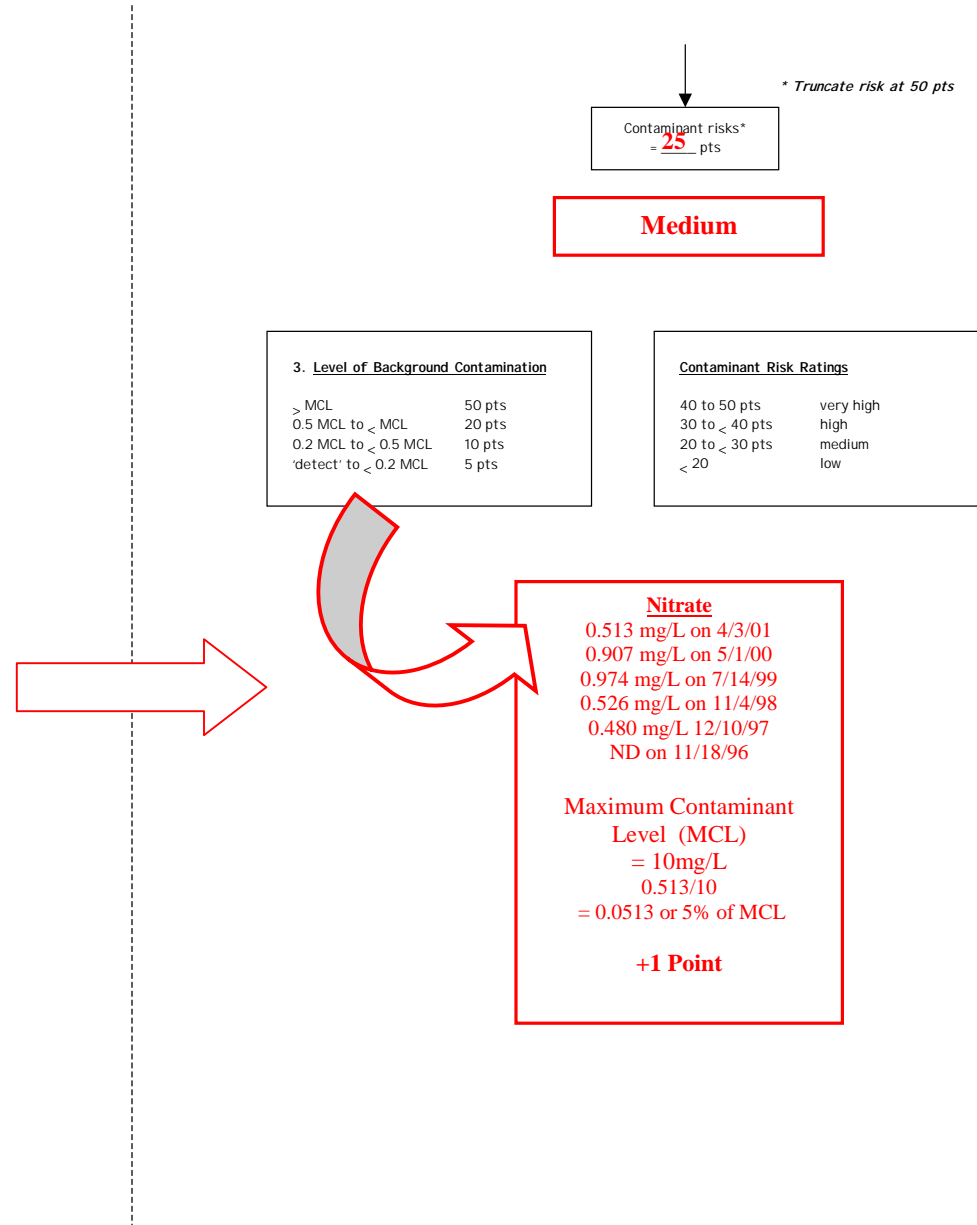 * Truncate risk at 50 pts
Contaminant risks*
= 25 pts
Medium
3. Level of Background Contamination
> MCL 50 pts
0.5 MCL to < MCL 20 pts
0.2 MCL to < 0.5 MCL 10 pts
'detect' to < 0.2 MCL 5 pts
Contaminant Risk Ratings
40 to 50 pts very high
30 to < 40 pts high
20 to < 30 pts medium
< 20 low
Nitrate
0.513 mg/L on 4/3/01
0.907 mg/L on 5/1/00
0.974 mg/L on 7/14/99
0.526 mg/L on 11/4/98
0.480 mg/L 12/10/97
ND on 11/18/96
Maximum Contaminant
Level (MCL)
= 10mg/L
0.513/10
= 0.0513 or 5% of MCL
+1 Point